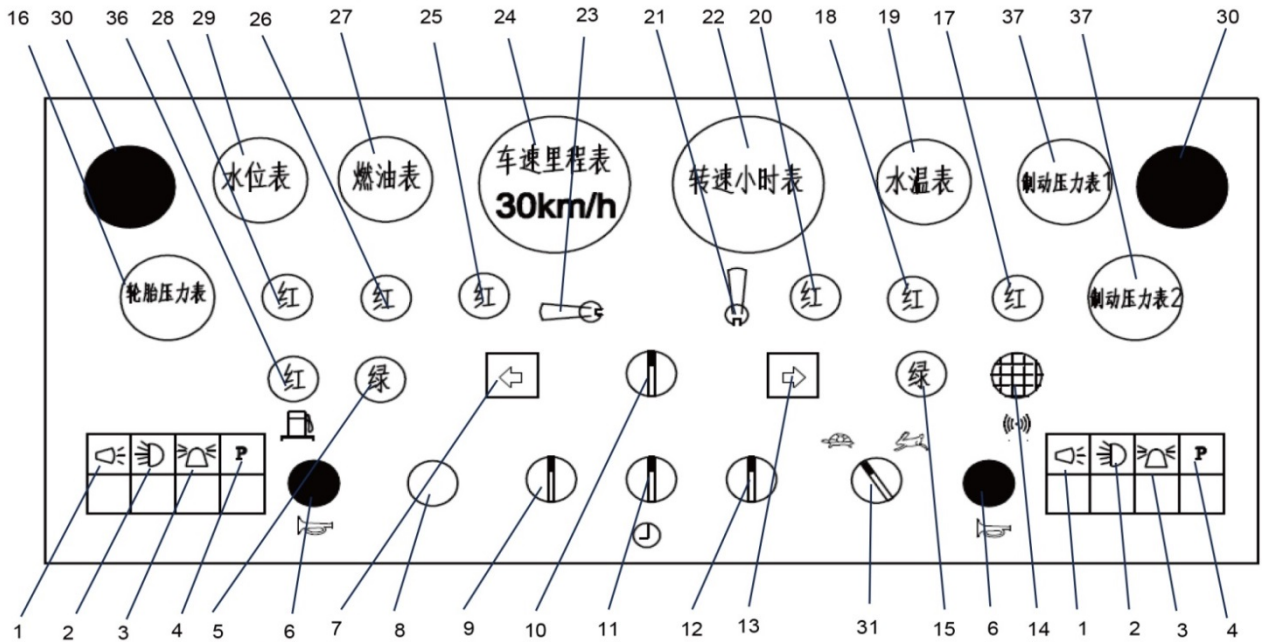 16 30 36 28 29 26 27 25 24 23 21 22 20 18 19 17 37 37 30
水位表 燃油表 车速里程表 转速小时表 水温表 制动压力表1
30km/h
轮胎压力表 红 红 红 红 红 红 制动压力表2
红 绿 绿
P P
1 2 3 4 5 6 7 8 9 10 11 12 13 31 15 6 14 1 2 3 4